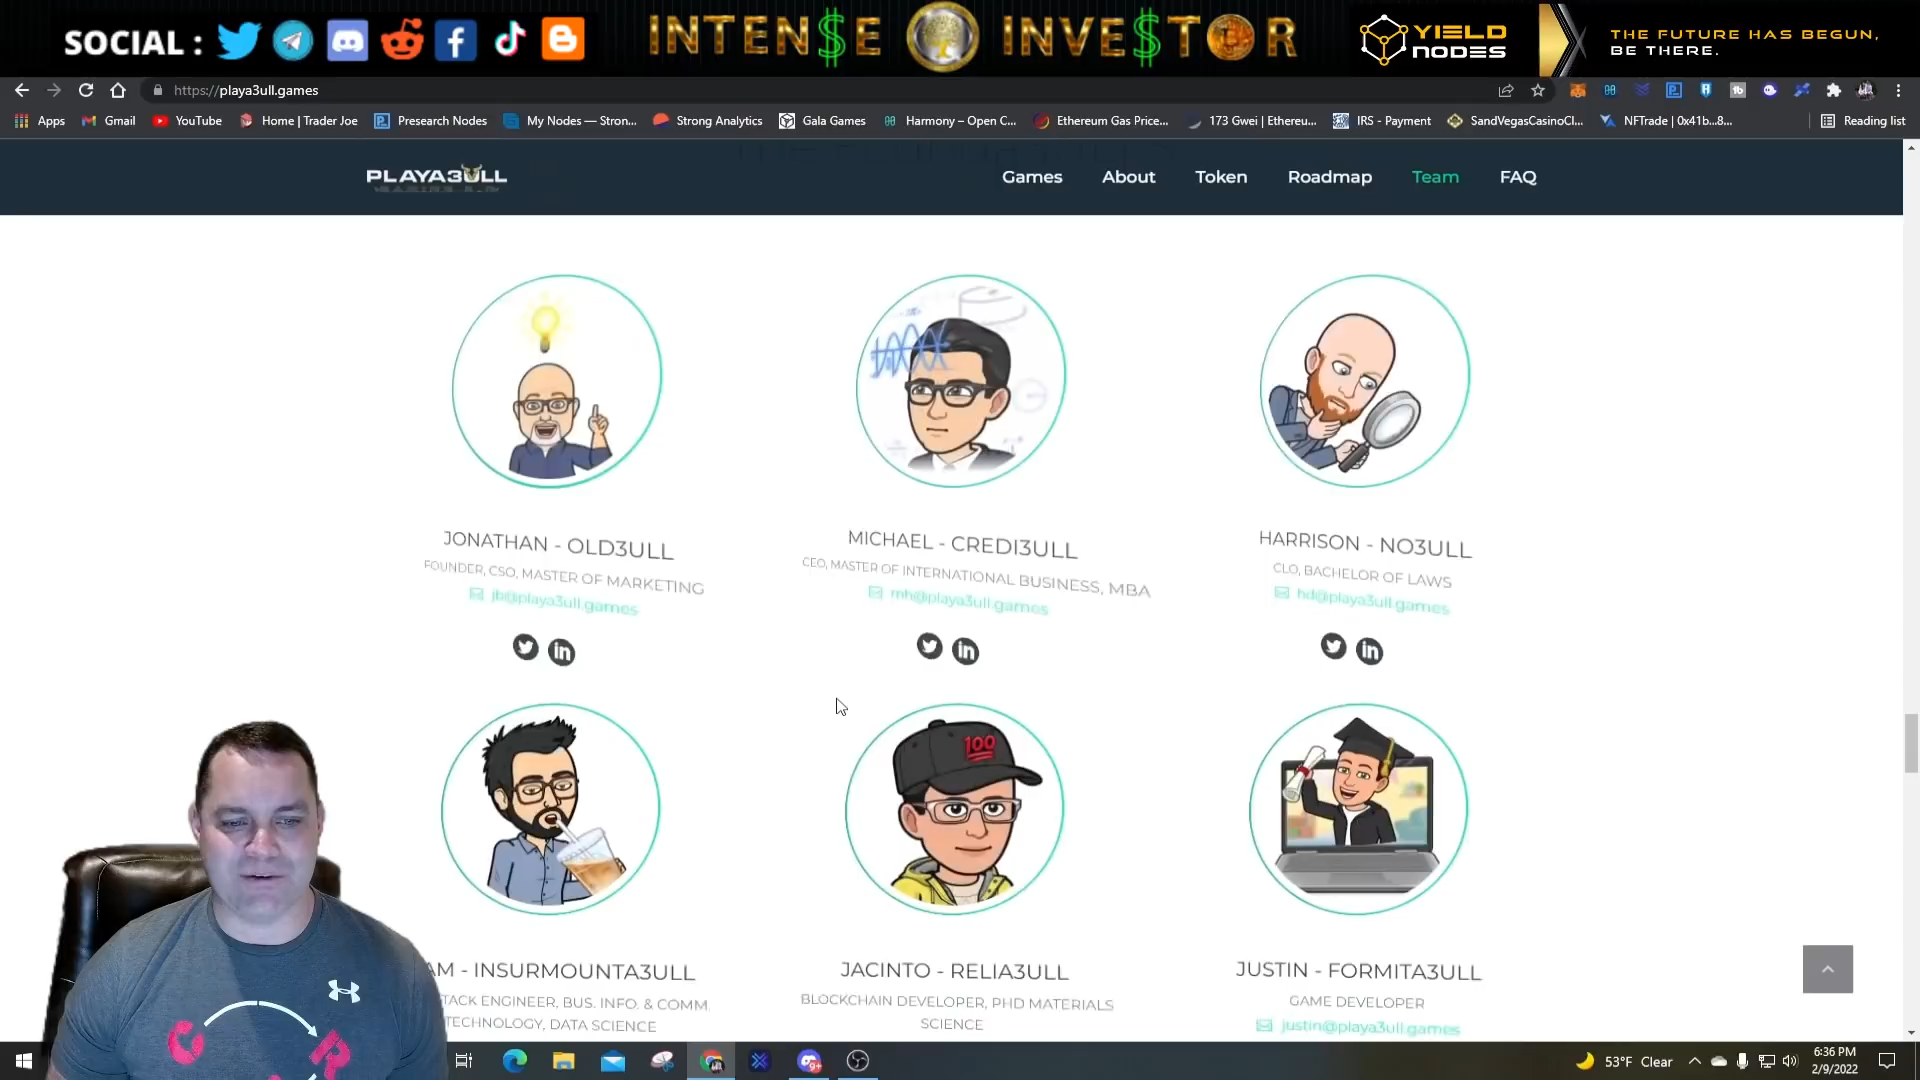 SOCIAL :
INTEN$E INVE$TOR
YIELD NODES
THE FUTURE HAS BEGUN,
BE THERE.
https://playa3ull.games
Apps
Gmail
YouTube
Home | Trader Joe
Presearch Nodes
My Nodes — Stron...
Strong Analytics
Gala Games
Harmony – Open C...
Ethereum Gas Price...
173 Gwei | Ethereu...
IRS - Payment
SandVegasCasinoCl...
NFTrade | 0x41b...8...
Reading list
PLAYA3ULL
Games
About
Token
Roadmap
Team
FAQ
JONATHAN - OLD3ULL
FOUNDER, CSO, MASTER OF MARKETING
jb@playa3ull.games
MICHAEL - CREDI3ULL
CEO, MASTER OF INTERNATIONAL BUSINESS, MBA
mh@playa3ull.games
HARRISON - NO3ULL
CLO, BACHELOR OF LAWS
hd@playa3ull.games
100
AM - INSURMOUNTA3ULL
TACK ENGINEER, BUS. INFO. & COMM.
TECHNOLOGY, DATA SCIENCE
JACINTO - RELIA3ULL
BLOCKCHAIN DEVELOPER, PHD MATERIALS
SCIENCE
JUSTIN - FORMITA3ULL
GAME DEVELOPER
justin@playa3ull.games
53°F Clear
6:36 PM
2/9/2022